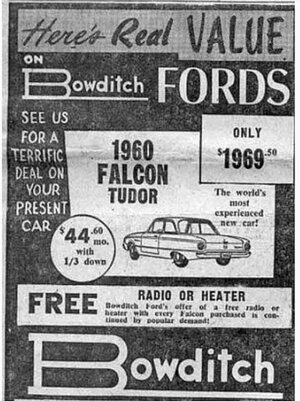 Here's Real VALUE
ON
Bowditch FORDS
SEE US
FOR A
TERRIFIC
DEAL ON
YOUR
PRESENT
CAR
1960
FALCON
TUDOR
ONLY
$1969.50
The world's
most
experienced
new car!
$44.60
mo.
with
1/3 down
FREE RADIO OR HEATER
Bowditch Ford's offer of a free radio or
heater with every Falcon purchased is con-
tinued by popular demand!
Bowditch